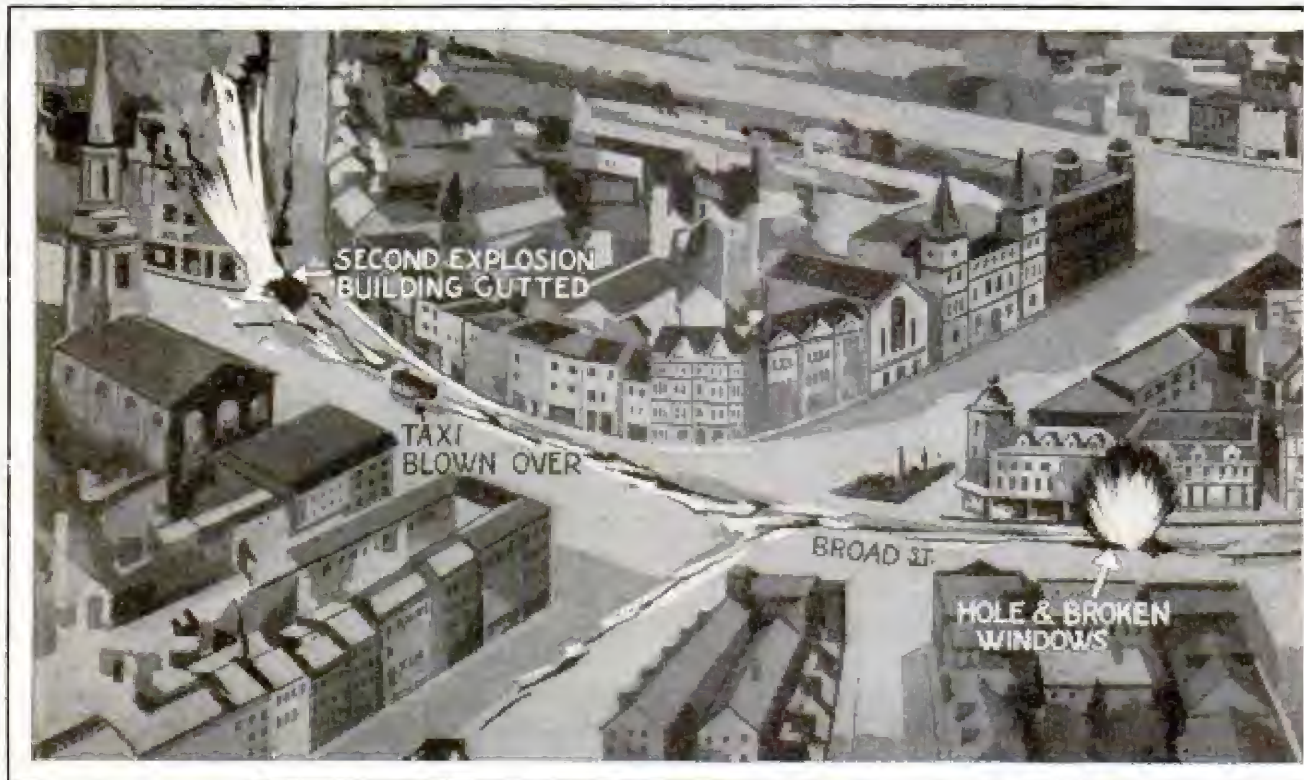 SECOND EXPLOSION
BUILDING GUTTED
TAXI
BLOWN OVER
BROAD ST.
HOLE & BROKEN
WINDOWS